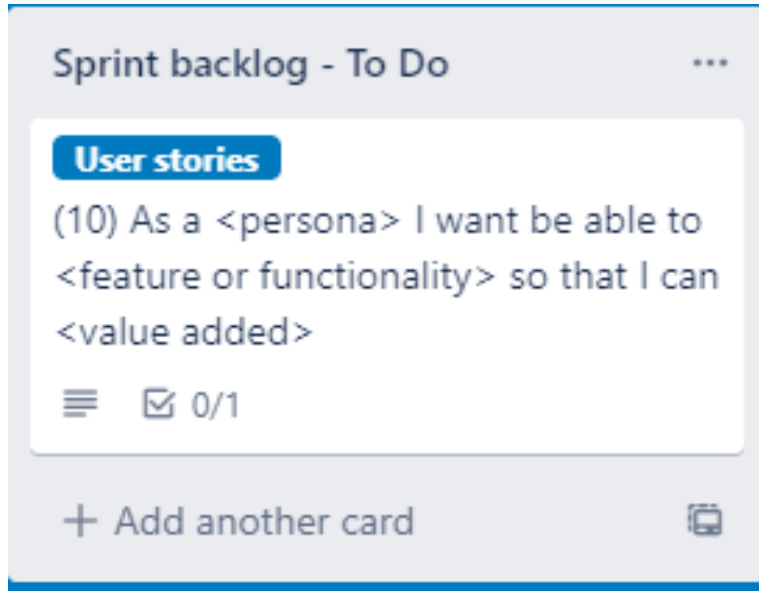 Sprint backlog - To Do
User stories
(10) As a <persona> I want be able to
<feature or functionality> so that I can
<value added>
0/1
+ Add another card